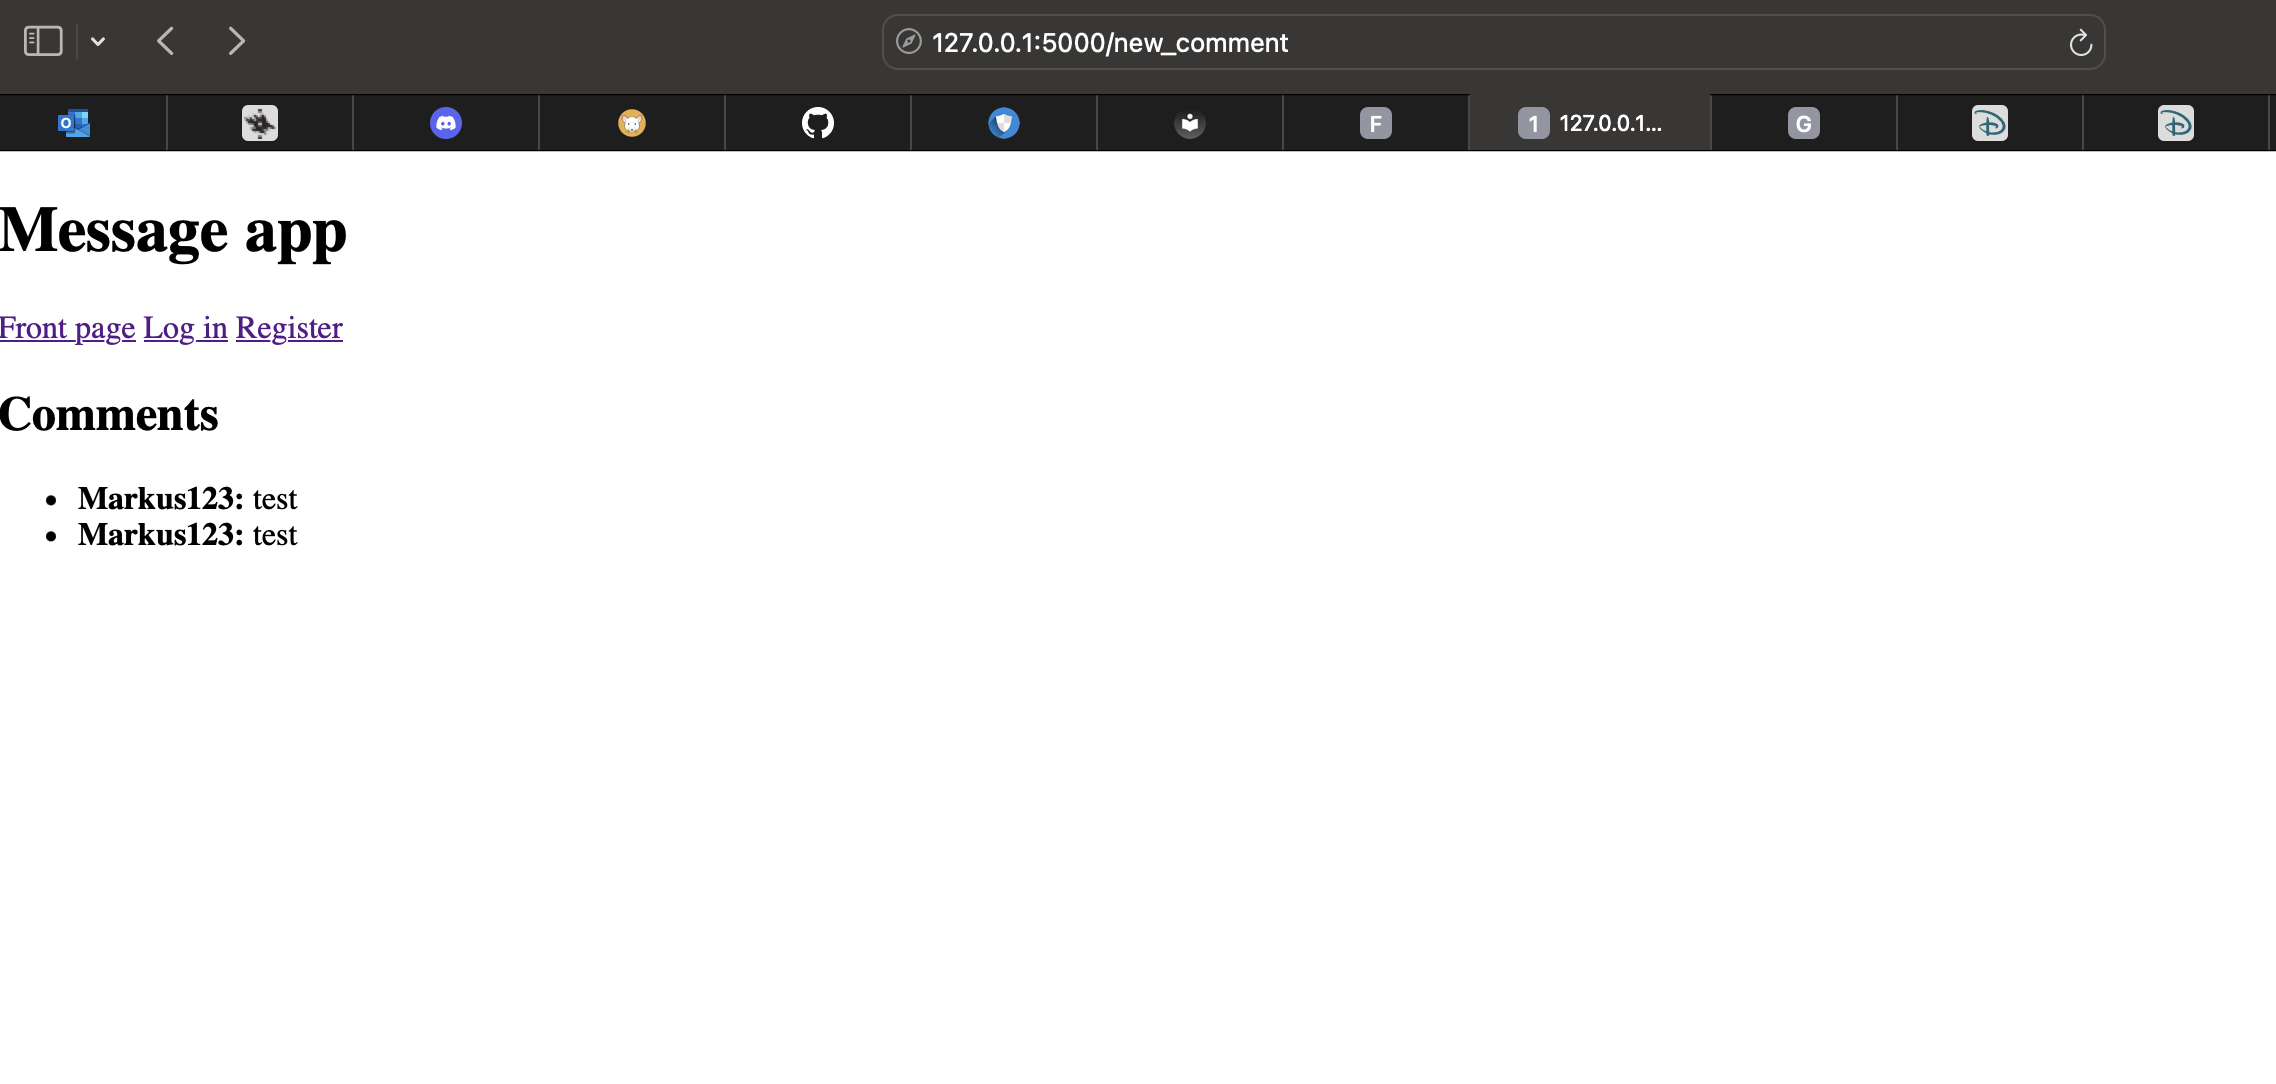 127.0.0.1:5000/new_comment
O F 1 127.0.0.1... G
Message app
Front page Log in Register
Comments
• Markus123: test
• Markus123: test